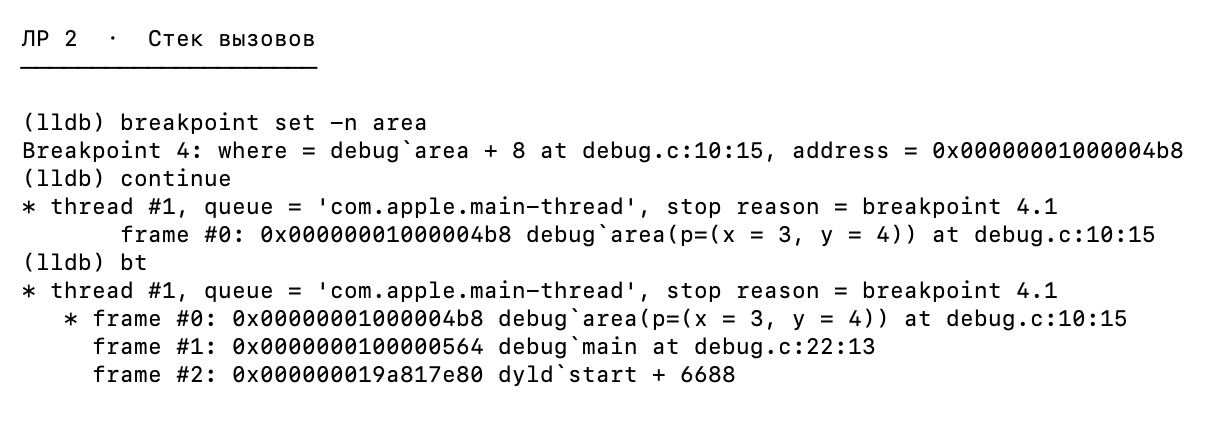 ЛР 2  ·  Стек вызовов
(lldb) breakpoint set -n area
Breakpoint 4: where = debug`area + 8 at debug.c:10:15, address = 0x00000001000004b8
(lldb) continue
* thread #1, queue = 'com.apple.main-thread', stop reason = breakpoint 4.1
       frame #0: 0x00000001000004b8 debug`area(p=(x = 3, y = 4)) at debug.c:10:15
(lldb) bt
* thread #1, queue = 'com.apple.main-thread', stop reason = breakpoint 4.1
   * frame #0: 0x00000001000004b8 debug`area(p=(x = 3, y = 4)) at debug.c:10:15
     frame #1: 0x0000000100000564 debug`main at debug.c:22:13
     frame #2: 0x000000019a817e80 dyld`start + 6688